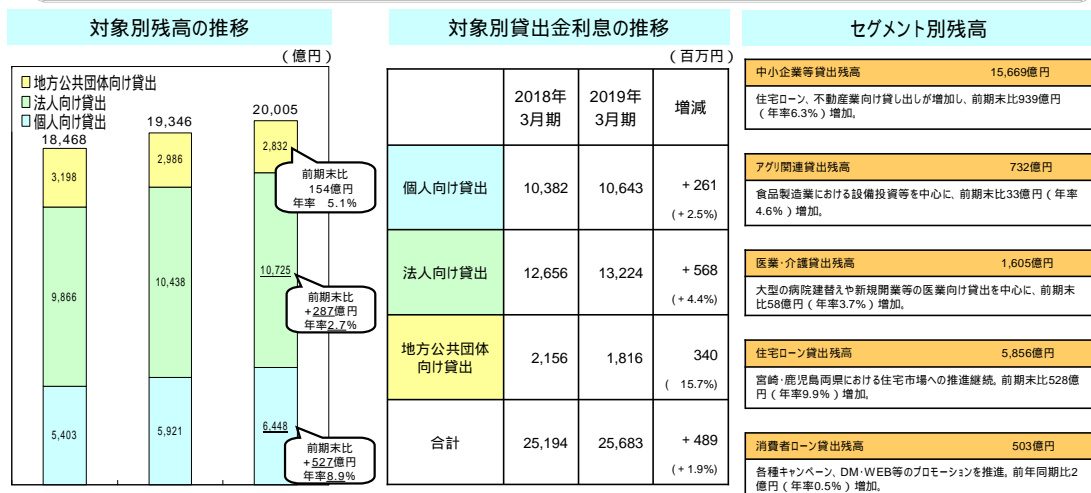 対象別残高の推移
（億円）
地方公共団体向け貸出
法人向け貸出
個人向け貸出
18,468
19,346
20,005
3,198
2,986
2,832
9,866
10,438
10,725
5,403
5,921
6,448
前期末比
154億円
年率　5.1%
前期末比
+287億円
年率2.7%
前期末比
+527億円
年率8.9%
対象別貸出金利息の推移
（百万円）
2018年
3月期
2019年
3月期
増減
個人向け貸出
10,382
10,643
+ 261
(+ 2.5%)
法人向け貸出
12,656
13,224
+ 568
(+ 4.4%)
地方公共団体
向け貸出
2,156
1,816
340
(　15.7%)
合計
25,194
25,683
+ 489
(+ 1.9%)
セグメント別残高
中小企業等貸出残高　15,669億円
住宅ローン、不動産業向け貸し出しが増加し、前期末比939億円
（年率6.3%）増加。
アグリ関連貸出残高　732億円
食品製造業における設備投資等を中心に、前期末比33億円（年率
4.6%）増加。
医業・介護貸出残高　1,605億円
大型の病院建替えや新規開業等の医業向け貸出を中心に、前期末
比58億円（年率3.7%）増加。
住宅ローン貸出残高　5,856億円
宮崎・鹿児島両県における住宅市場への推進継続。前期末比528億
円（年率9.9%）増加。
消費者ローン貸出残高　503億円
各種キャンペーン、DM・WEB等のプロモーションを推進。前年同期比2
億円（年率0.5%）増加。